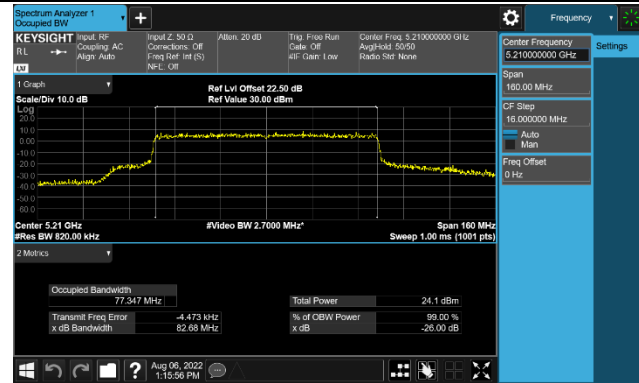 Spectrum Analyzer 1
Occupied BW
Frequency
KEYSIGHT
RL
LXI
Input: RF
Coupling: AC
Align: Auto
Input Z: 50 Ω
Corrections: Off
Freq Ref: Int (S)
NFE: Off
Atten: 20 dB
Trig: Free Run
Gate: Off
#IF Gain: Low
Center Freq: 5.210000000 GHz
Avg|Hold: 50/50
Radio Std: None
Center Frequency
5.210000000 GHz
Settings
Span
160.00 MHz
CF Step
16.000000 MHz
Auto
Man
Freq Offset
0 Hz
1 Graph
Scale/Div 10.0 dB
Ref Lvl Offset 22.50 dB
Ref Value 30.00 dBm
Log
20.0
10.0
0.00
-10.0
-20.0
-30.0
-40.0
-50.0
-60.0
Center 5.21 GHz
#Video BW 2.7000 MHz*
Span 160 MHz
#Res BW 820.00 kHz
Sweep 1.00 ms (1001 pts)
2 Metrics
Occupied Bandwidth
77.347 MHz
Total Power 24.1 dBm
Transmit Freq Error -4.473 kHz
% of OBW Power 99.00 %
x dB Bandwidth 82.68 MHz
x dB -26.00 dB
Aug 06, 2022
1:15:56 PM